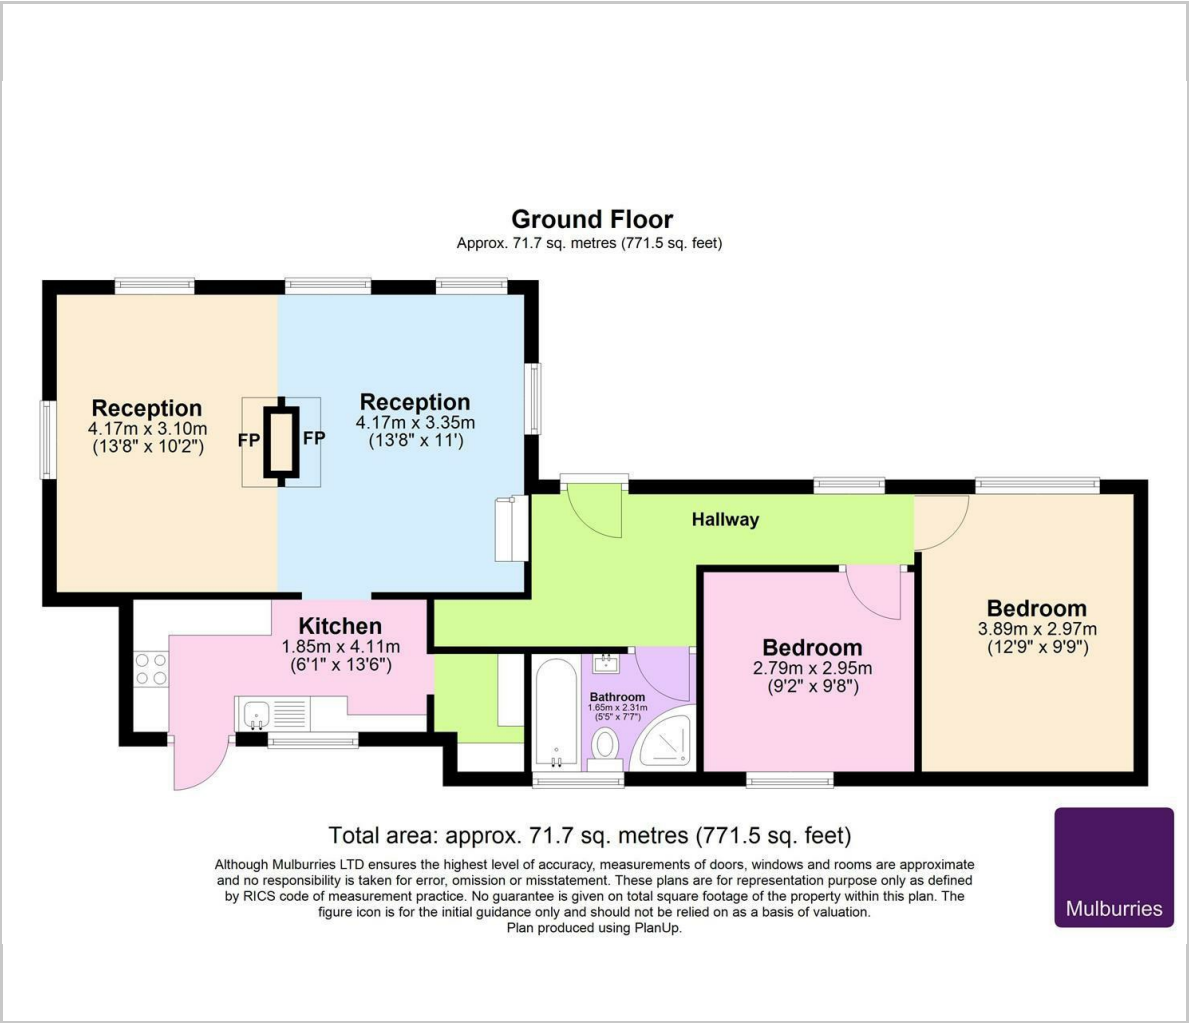 Ground Floor
Approx. 71.7 sq. metres (771.5 sq. feet)
Reception
4.17m x 3.10m
(13'8" x 10'2")
FP
FP
Reception
4.17m x 3.35m
(13'8" x 11')
Hallway
Kitchen
1.85m x 4.11m
(6'1" x 13'6")
Bathroom
1.65m x 2.31m
(5'5" x 7'7")
Bedroom
2.79m x 2.95m
(9'2" x 9'8")
Bedroom
3.89m x 2.97m
(12'9" x 9'9")
Total area: approx. 71.7 sq. metres (771.5 sq. feet)
Although Mulburries LTD ensures the highest level of accuracy, measurements of doors, windows and rooms are approximate
and no responsibility is taken for error, omission or misstatement. These plans are for representation purpose only as defined
by RICS code of measurement practice. No guarantee is given on total square footage of the property within this plan. The
figure icon is for the initial guidance only and should not be relied on as a basis of valuation.
Plan produced using PlanUp.
Mulburries